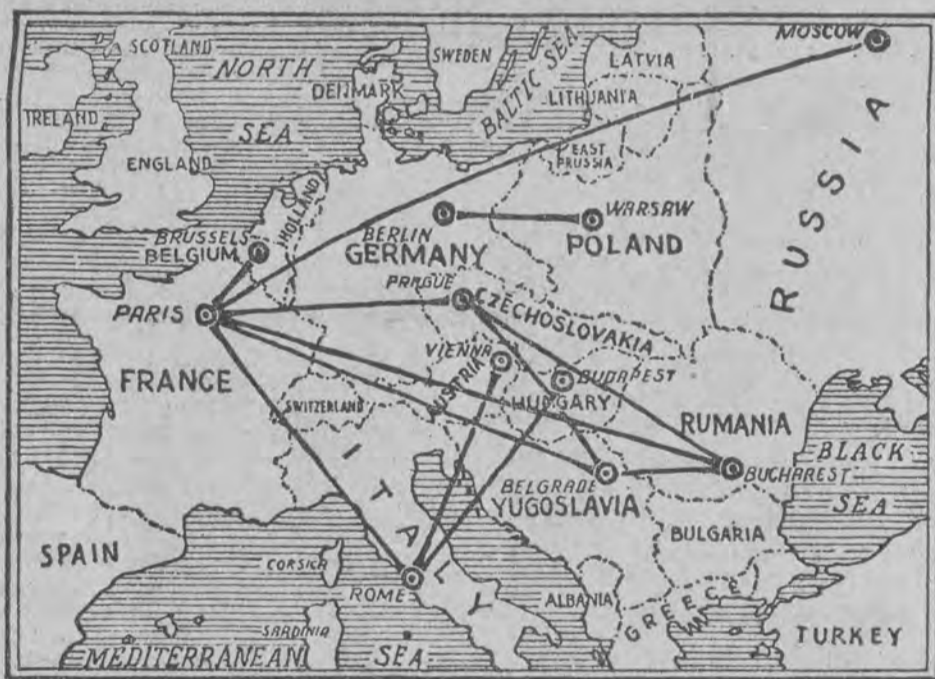 SCOTLAND
NORTH
SEA
IRELAND
ENGLAND
DENMARK
SWEDEN
BALTIC SEA
LATVIA
LITHUANIA
EAST
PRUSSIA
MOSCOW
RUSSIA
HOLLAND
BRUSSELS
BELGIUM
BERLIN
GERMANY
WARSAW
POLAND
PARIS
FRANCE
PRAGUE
CZECHOSLOVAKIA
VIENNA
AUSTRIA
BUDAPEST
HUNGARY
SWITZERLAND
RUMANIA
BUCHAREST
BLACK
SEA
BELGRADE
YUGOSLAVIA
BULGARIA
ITALY
SPAIN
CORSICA
ROME
SARDINIA
ALBANIA
GREECE
TURKEY
MEDITERRANEAN
SEA